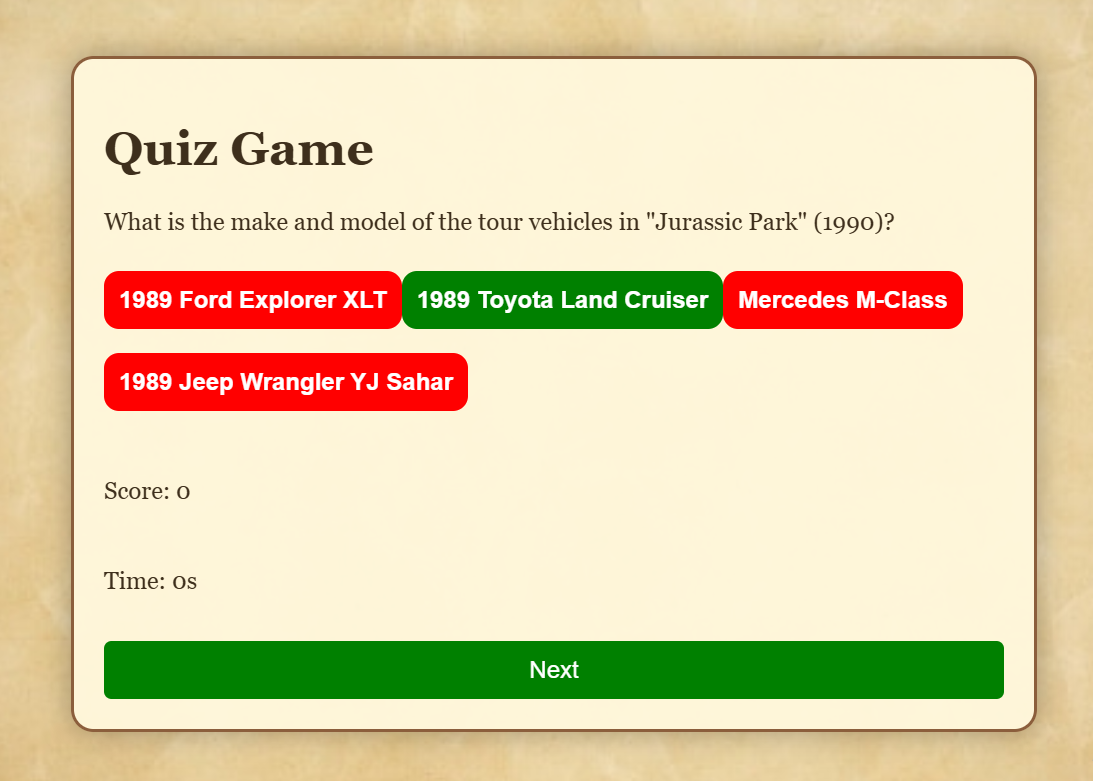 Quiz Game
What is the make and model of the tour vehicles in "Jurassic Park" (1990)?
1989 Ford Explorer XLT 1989 Toyota Land Cruiser Mercedes M-Class
1989 Jeep Wrangler YJ Sahar
Score: 0
Time: 0s
Next